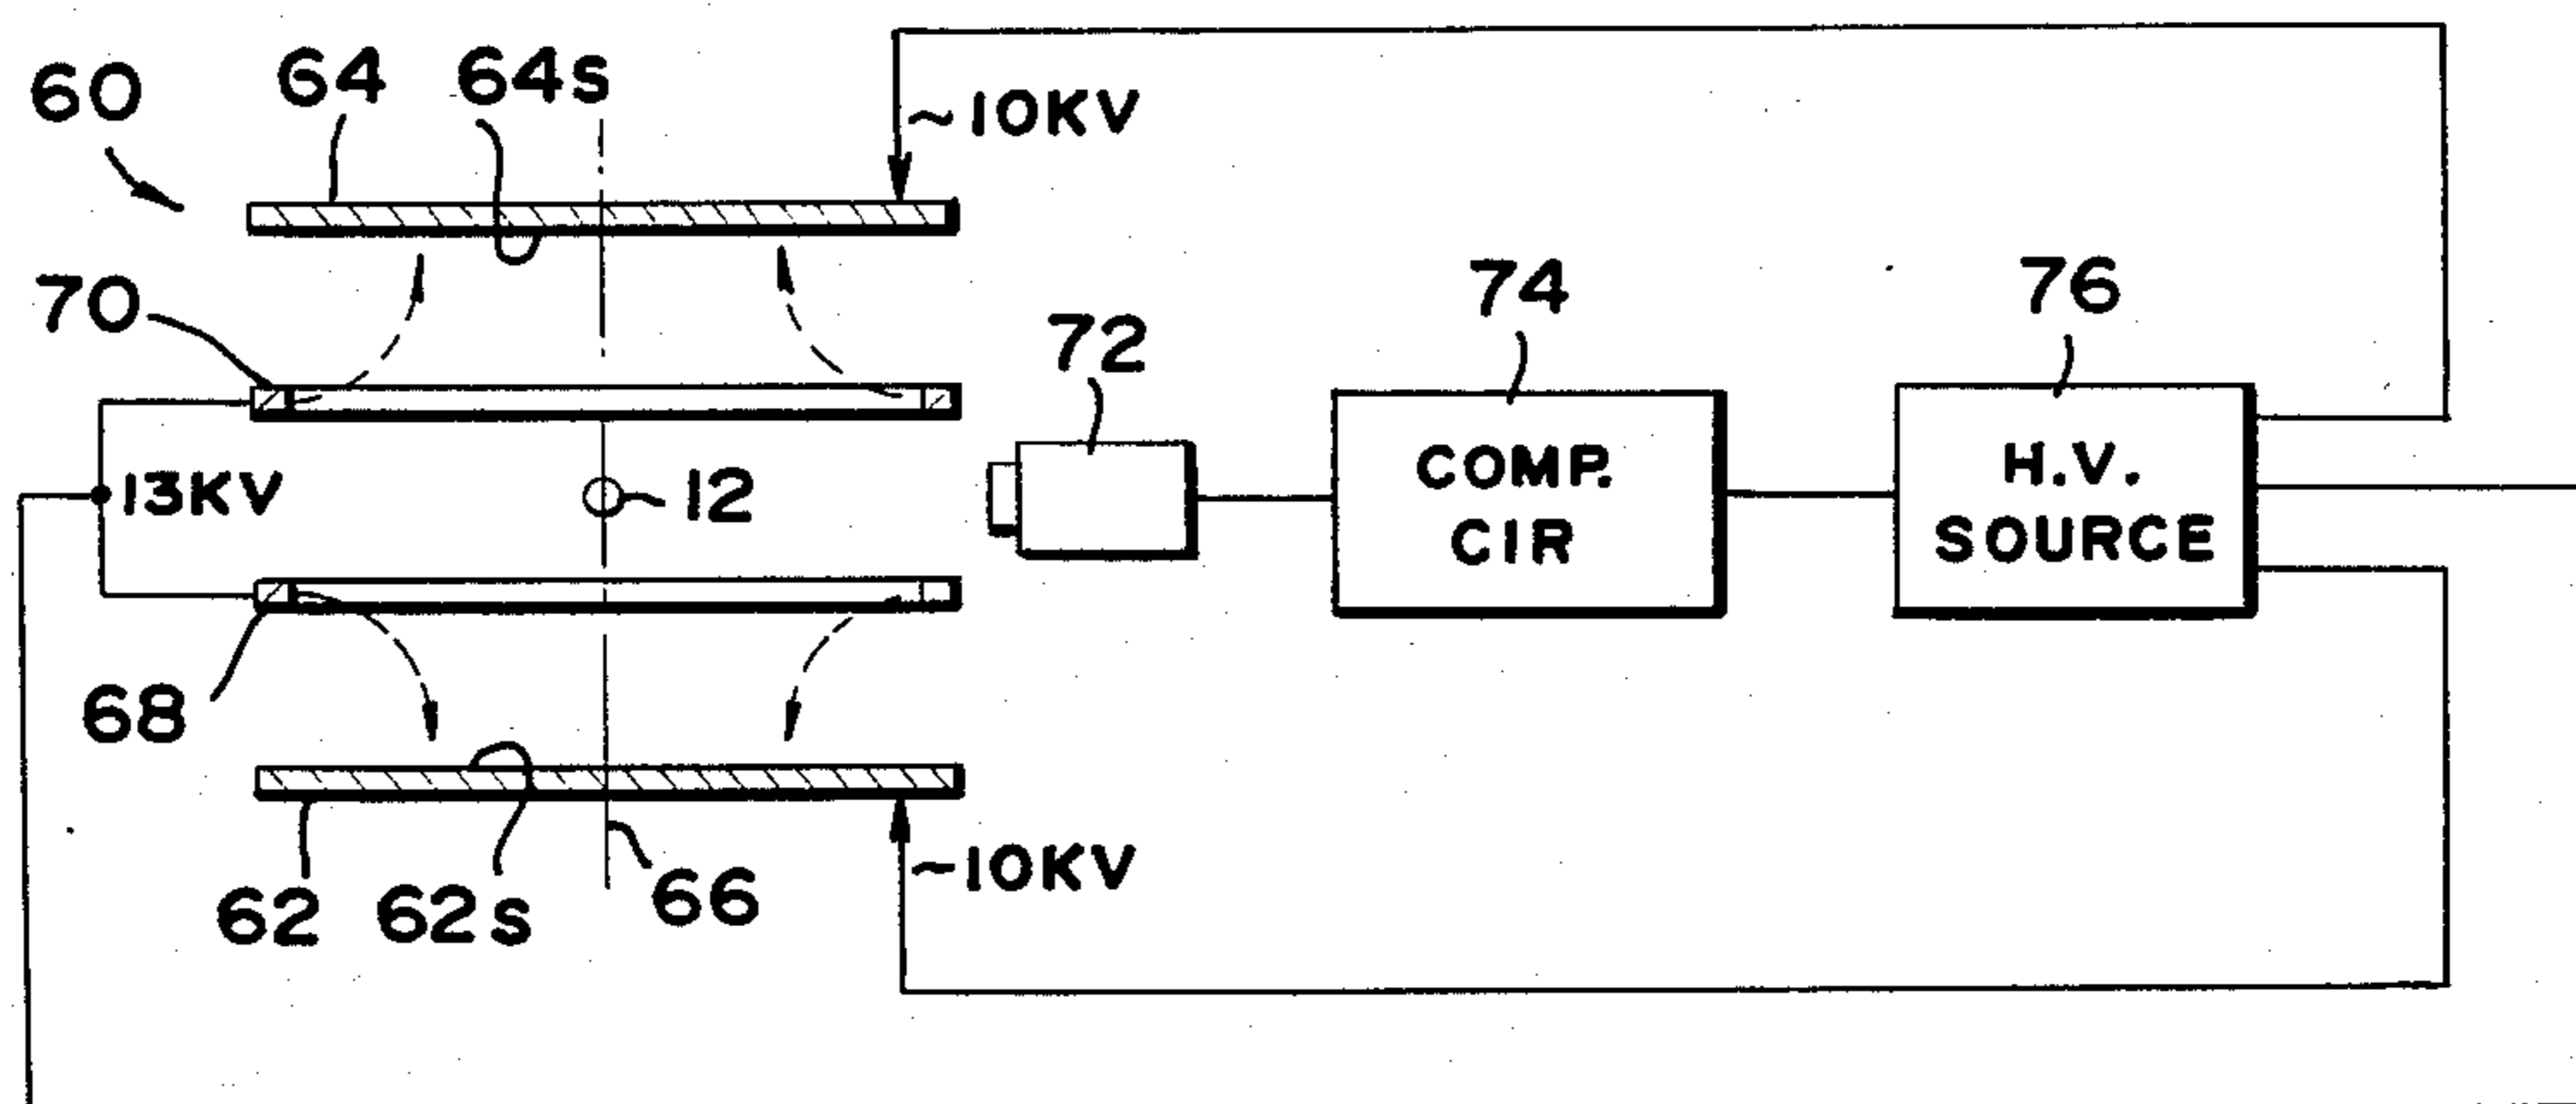 60
64
64s
~10KV
70
72
74
76
13KV
12
COMP.
CIR
H.V.
SOURCE
68
62
62s
66
~10KV